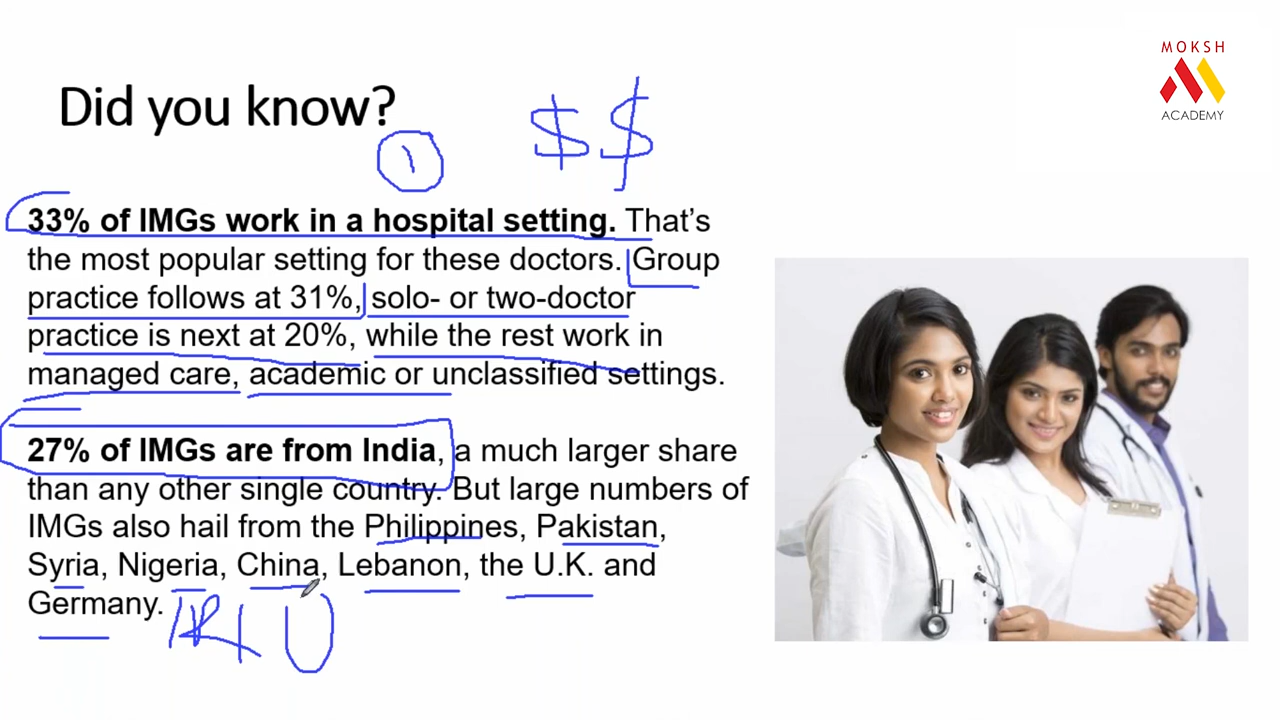 MOKSH
ACADEMY
Did you know?
$$
1
33% of IMGs work in a hospital setting. That's
the most popular setting for these doctors. Group
practice follows at 31%, solo- or two-doctor
practice is next at 20%, while the rest work in
managed care, academic or unclassified settings.
27% of IMGs are from India, a much larger share
than any other single country. But large numbers of
IMGs also hail from the Philippines, Pakistan,
Syria, Nigeria, China, Lebanon, the U.K. and
Germany.